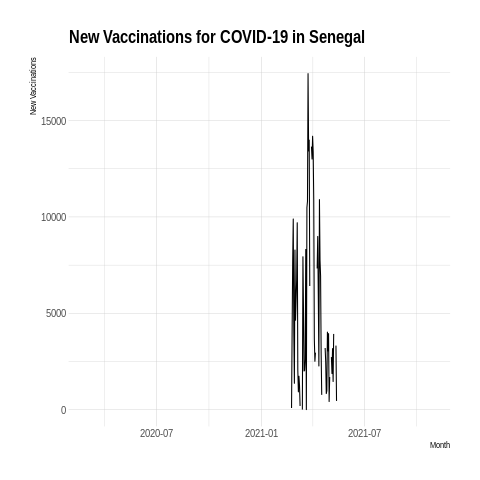 New Vaccinations for COVID-19 in Senegal
New Vaccinations
15000
10000
5000
0
2020-07 2021-01 2021-07
Month